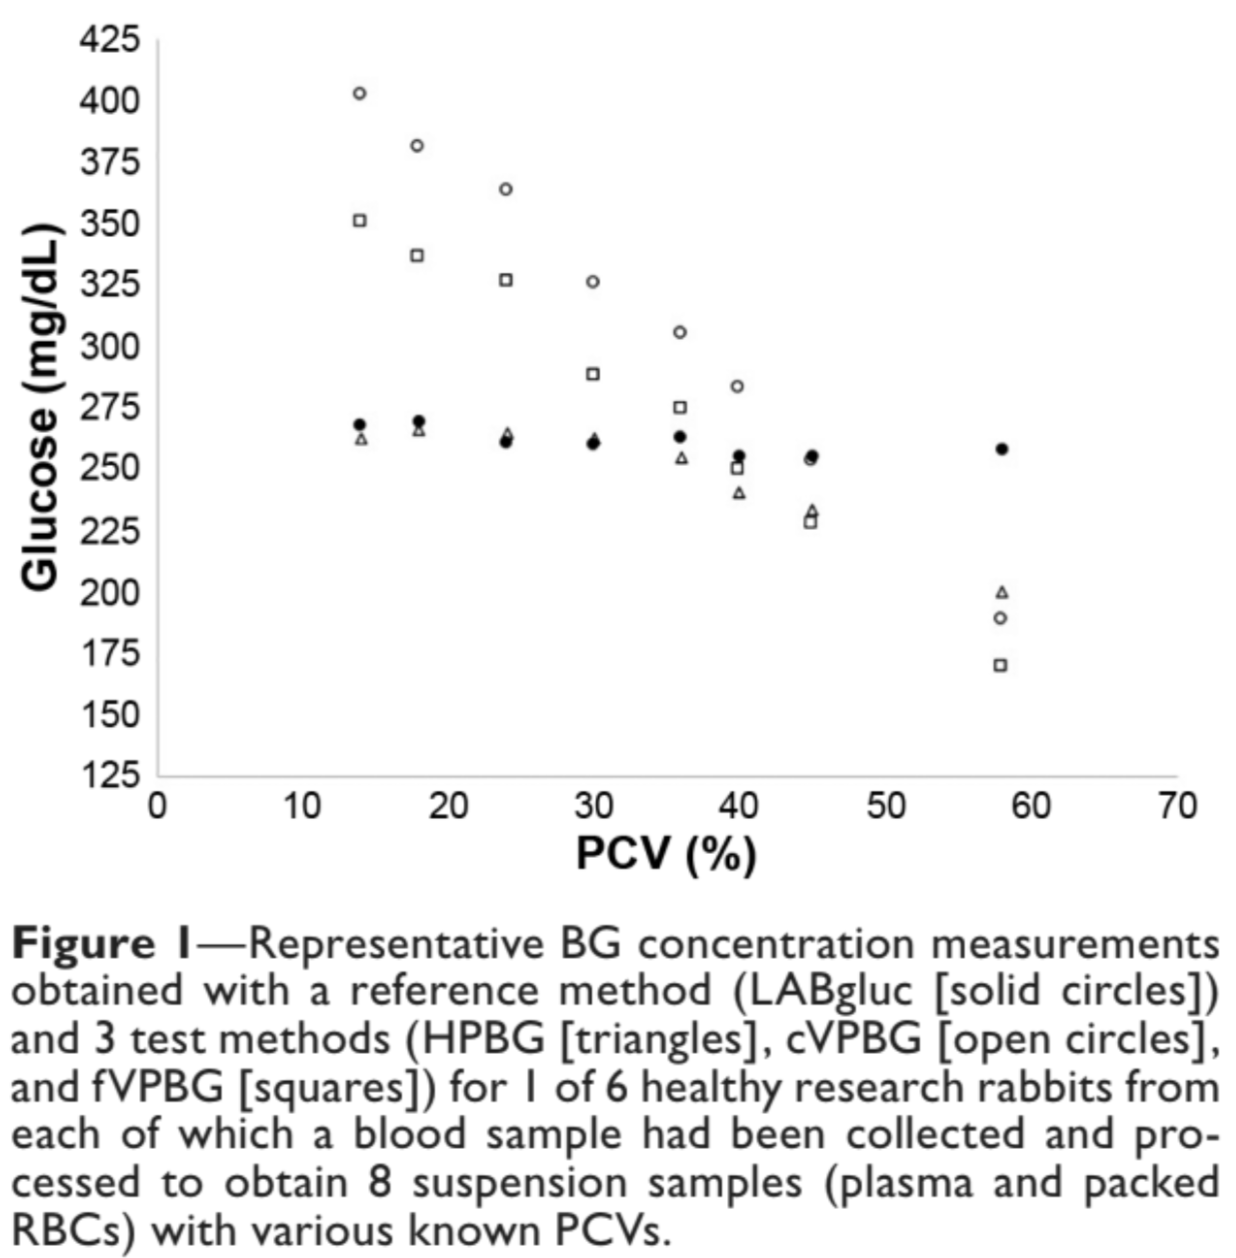 425
400
375
350
325
300
275
250
225
200
175
150
125
Glucose (mg/dL)
0 10 20 30 40 50 60 70
PCV (%)
Figure 1—Representative BG concentration measurements
obtained with a reference method (LABgluc [solid circles])
and 3 test methods (HPBG [triangles], cVPBG [open circles],
and fVPBG [squares]) for 1 of 6 healthy research rabbits from
each of which a blood sample had been collected and pro-
cessed to obtain 8 suspension samples (plasma and packed
RBCs) with various known PCVs.